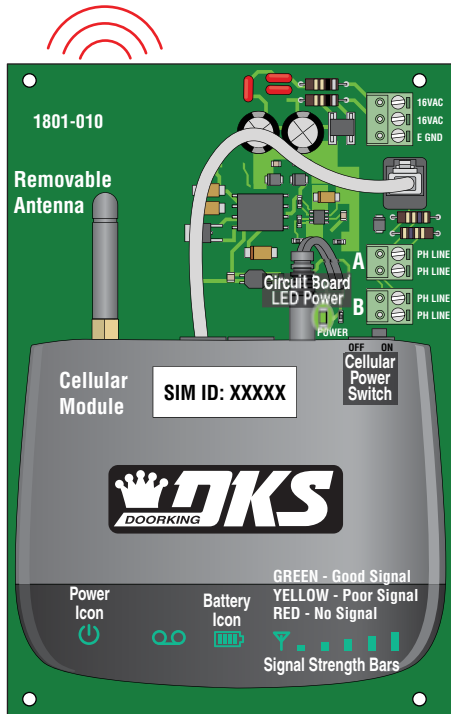 1801-010
16VAC
16VAC
E GND
Removable
Antenna
A
PH LINE
PH LINE
Circuit Board
LED Power
B
PH LINE
PH LINE
POWER
OFF ON
Cellular
Power
Switch
Cellular
Module
SIM ID: XXXXX
DOORKING
DKS
GREEN - Good Signal
YELLOW - Poor Signal
RED - No Signal
Power
Icon
Battery
Icon
Signal Strength Bars